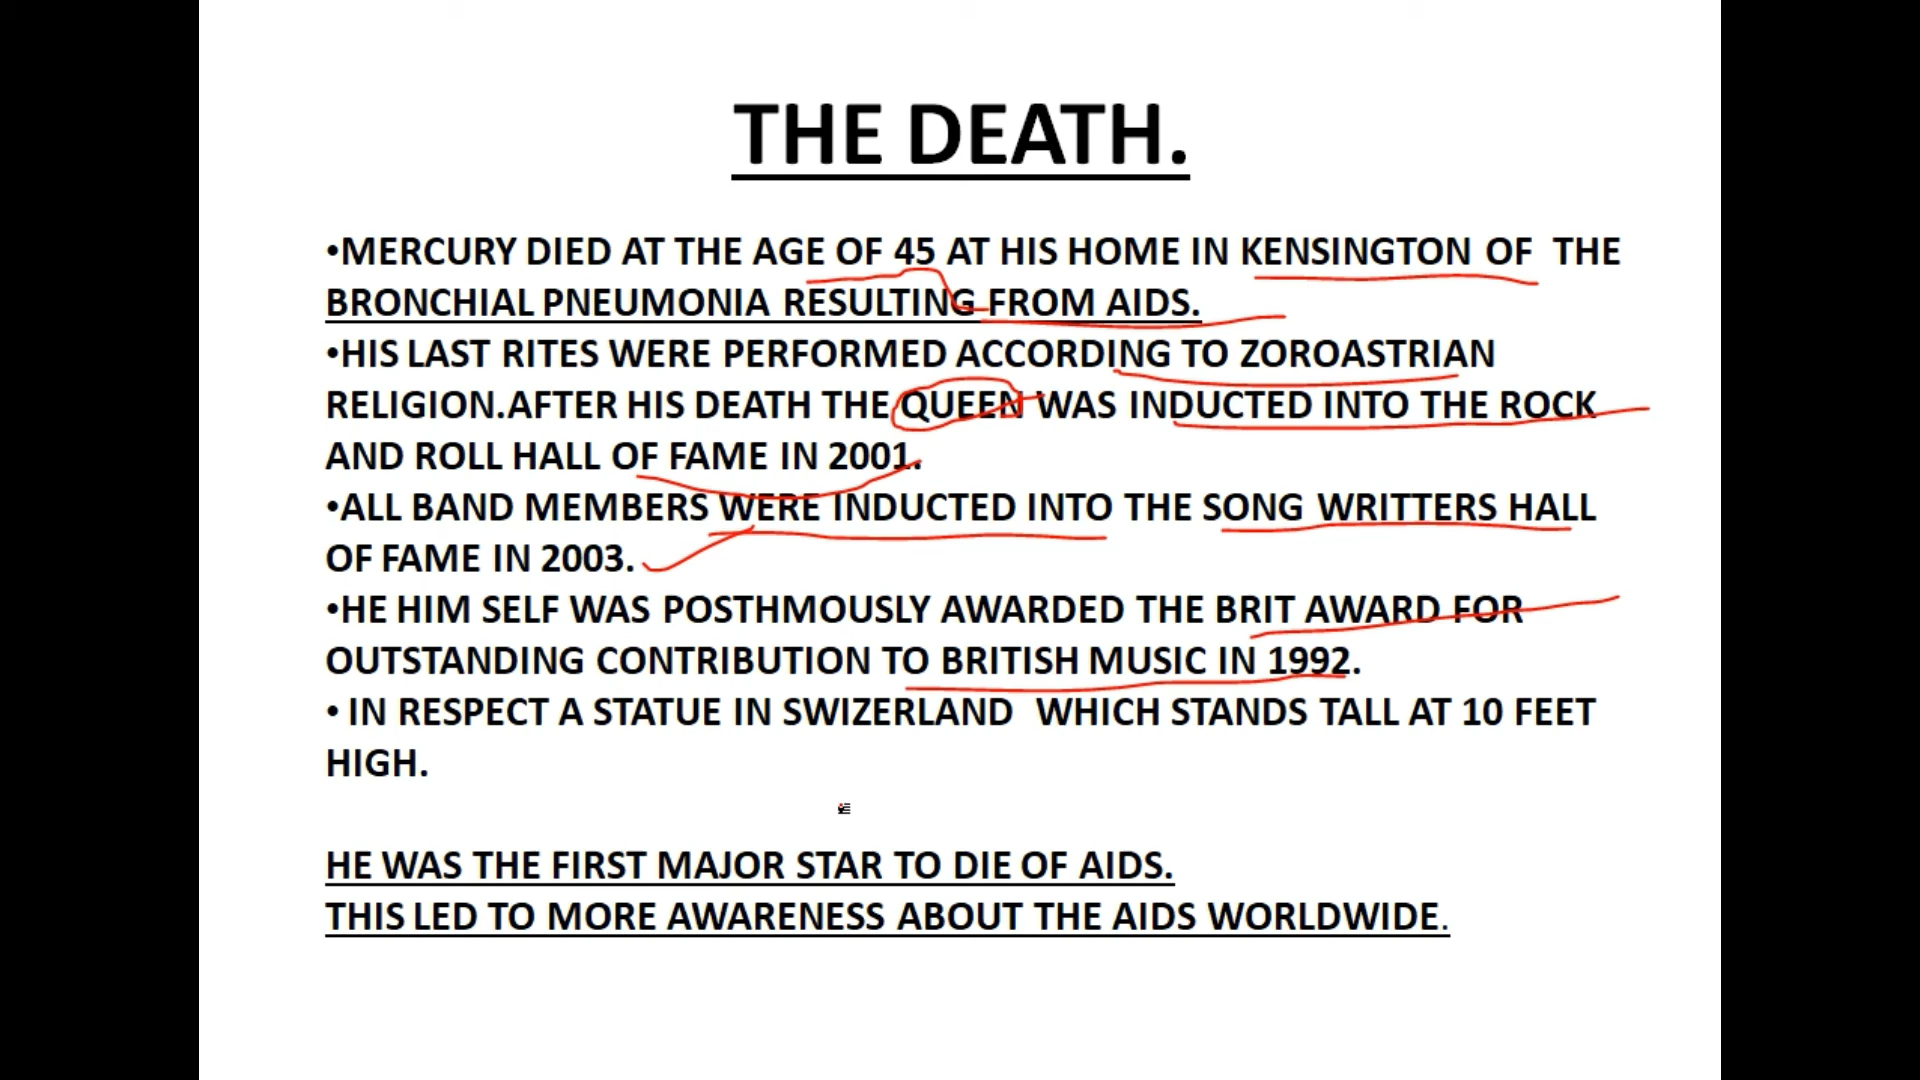 THE DEATH.
•MERCURY DIED AT THE AGE OF 45 AT HIS HOME IN KENSINGTON OF THE
BRONCHIAL PNEUMONIA RESULTING FROM AIDS.
•HIS LAST RITES WERE PERFORMED ACCORDING TO ZOROASTRIAN
RELIGION.AFTER HIS DEATH THE QUEEN WAS INDUCTED INTO THE ROCK
AND ROLL HALL OF FAME IN 2001.
•ALL BAND MEMBERS WERE INDUCTED INTO THE SONG WRITTERS HALL
OF FAME IN 2003.
•HE HIM SELF WAS POSTHMOUSLY AWARDED THE BRIT AWARD FOR
OUTSTANDING CONTRIBUTION TO BRITISH MUSIC IN 1992.
• IN RESPECT A STATUE IN SWIZERLAND WHICH STANDS TALL AT 10 FEET
HIGH.
HE WAS THE FIRST MAJOR STAR TO DIE OF AIDS.
THIS LED TO MORE AWARENESS ABOUT THE AIDS WORLDWIDE.